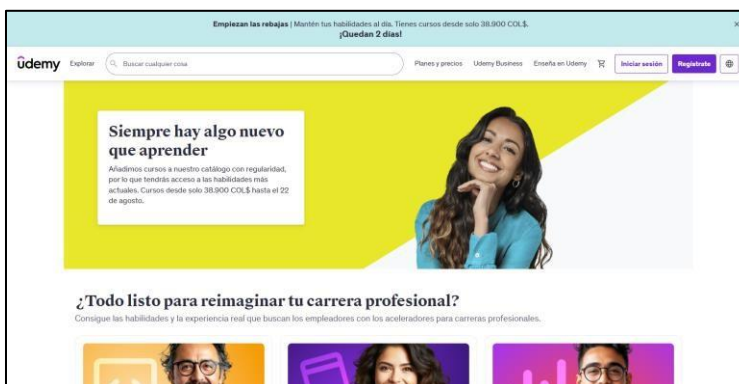 Empiezan las rebajas | Mantén tus habilidades al día. Tienes cursos desde solo 38.900 COL$.
¡Quedan 2 días!
ûdemy Explorar Buscar cualquier cosa Planes y precios Udemy Business Enseña en Udemy Iniciar sesión Regístrate
Siempre hay algo nuevo
que aprender
Añadimos cursos a nuestro catálogo con regularidad,
por lo que tendrás acceso a las habilidades más
actuales. Cursos desde solo 38.900 COL$ hasta el 22
de agosto.
¿Todo listo para reimaginar tu carrera profesional?
Consigue las habilidades y la experiencia real que buscan los empleadores con los aceleradores para carreras profesionales.